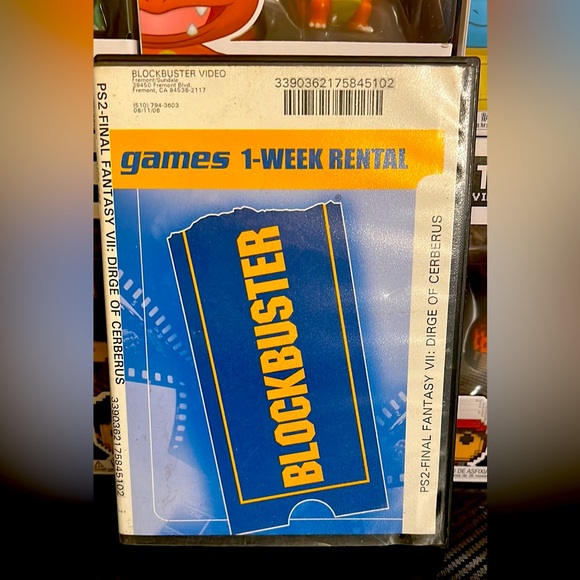 BLOCKBUSTER VIDEO
Fremont/Sundale
39450 Fremont Blvd.
Fremont, CA 94538-2117
(510) 794-3603
08/11/06
3390362175845102
games 1-WEEK RENTAL
BLOCKBUSTER
PS2-FINAL FANTASY VII: DIRGE OF CERBERUS
PS2-FINAL FANTASY VII: DIRGE OF CERBERUS
3390362175845102